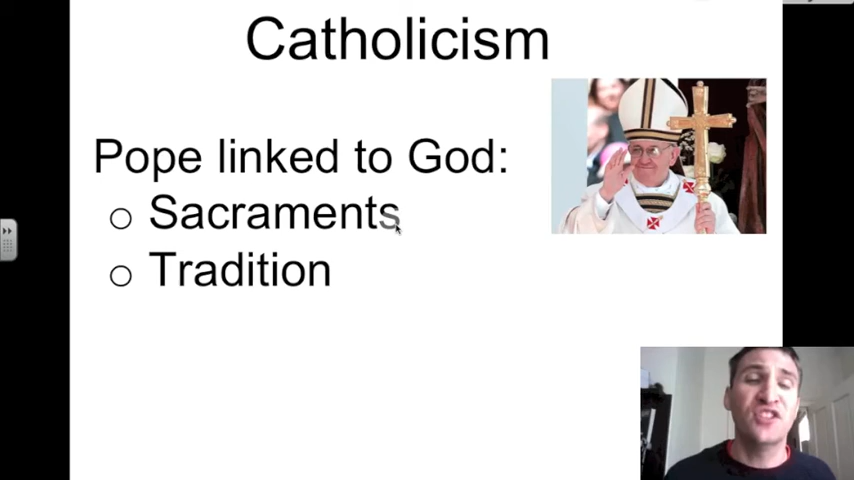 Catholicism
Pope linked to God:
Sacraments
Tradition